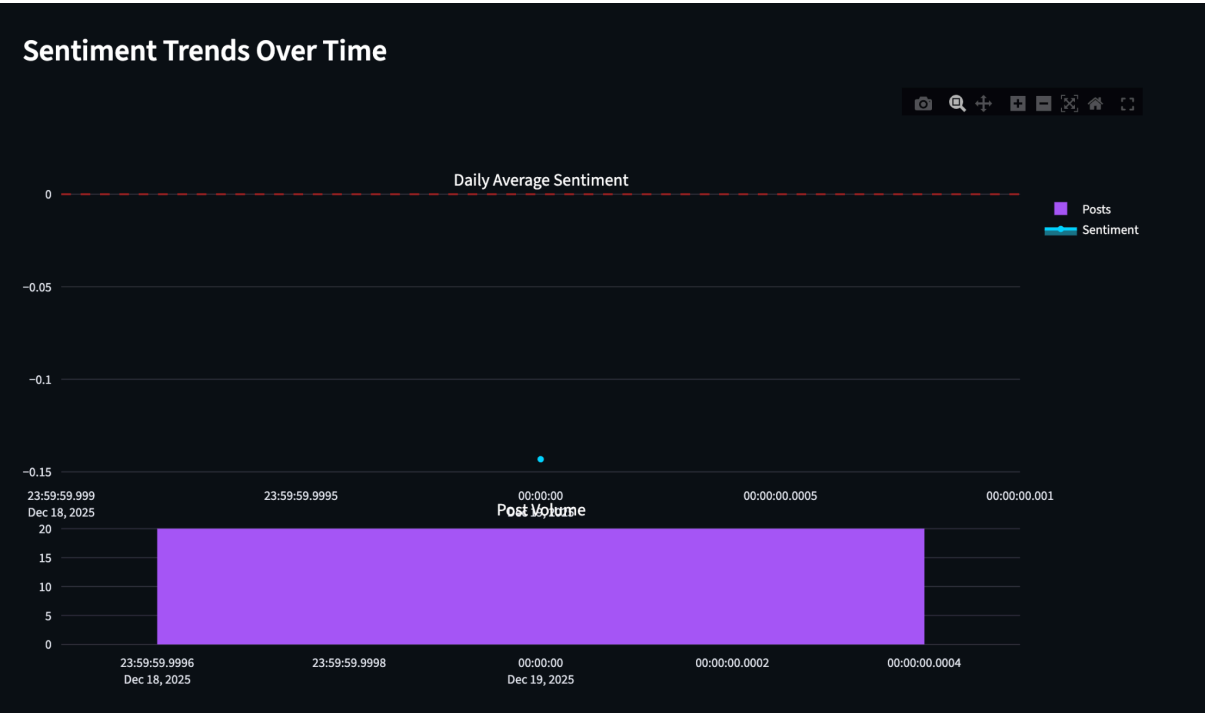 Sentiment Trends Over Time
Daily Average Sentiment
0
−0.05
−0.1
−0.15
Posts
Sentiment
23:59:59.999
Dec 18, 2025
23:59:59.9995
00:00:00
Dec 19, 2025
00:00:00.0005
00:00:00.001
Post Volume
20
15
10
5
0
23:59:59.9996
Dec 18, 2025
23:59:59.9998
00:00:00
Dec 19, 2025
00:00:00.0002
00:00:00.0004